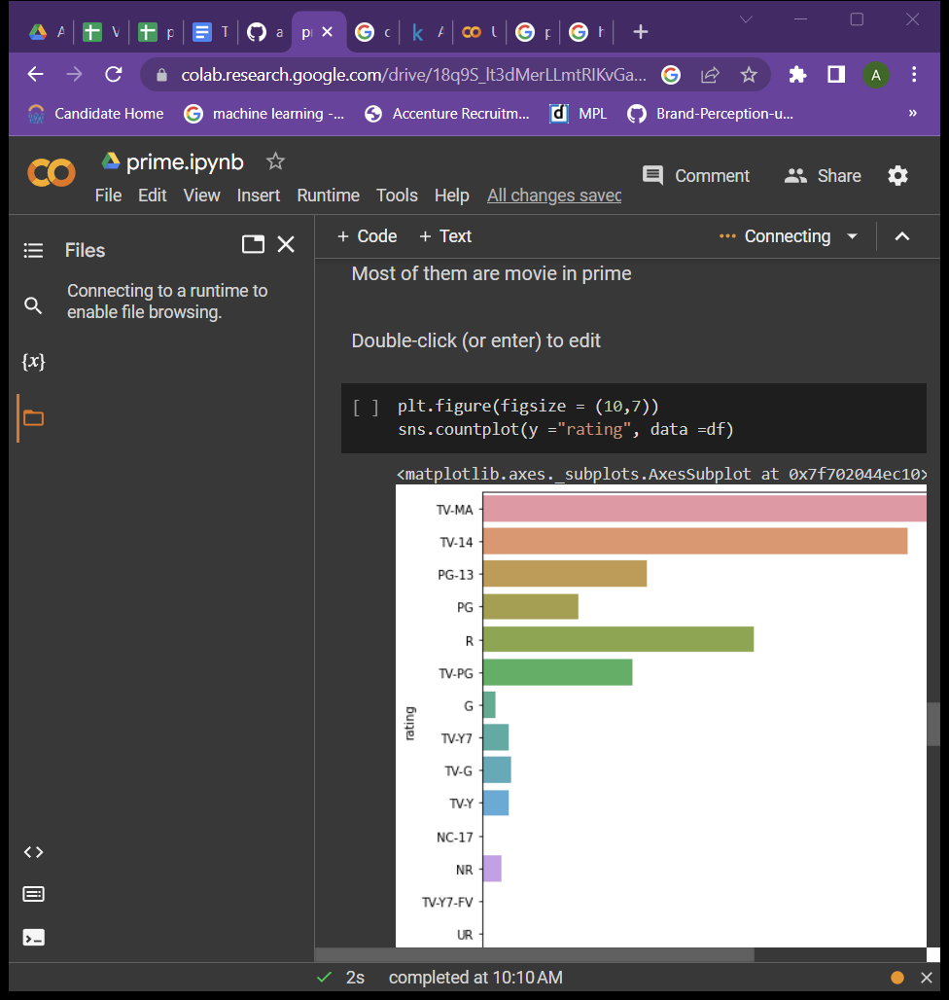 colab.research.google.com/drive/18q9S_lt3dMerLLmtRIKvGa...
A
Candidate Home
machine learning -...
Accenture Recruitm...
MPL
Brand-Perception-u...
»
prime.ipynb
File Edit View Insert Runtime Tools Help All changes saved
Comment
Share
Files
+ Code + Text
Connecting
Connecting to a runtime to
enable file browsing.
{x}
Most of them are movie in prime
Double-click (or enter) to edit
[ ] plt.figure(figsize = (10,7))
sns.countplot(y ="rating", data =df)
<matplotlib.axes._subplots.AxesSubplot at 0x7f702044ec10>
TV-MA
TV-14
PG-13
PG
R
TV-PG
G
rating
TV-Y7
TV-G
TV-Y
NC-17
NR
TV-Y7-FV
UR
2s completed at 10:10 AM